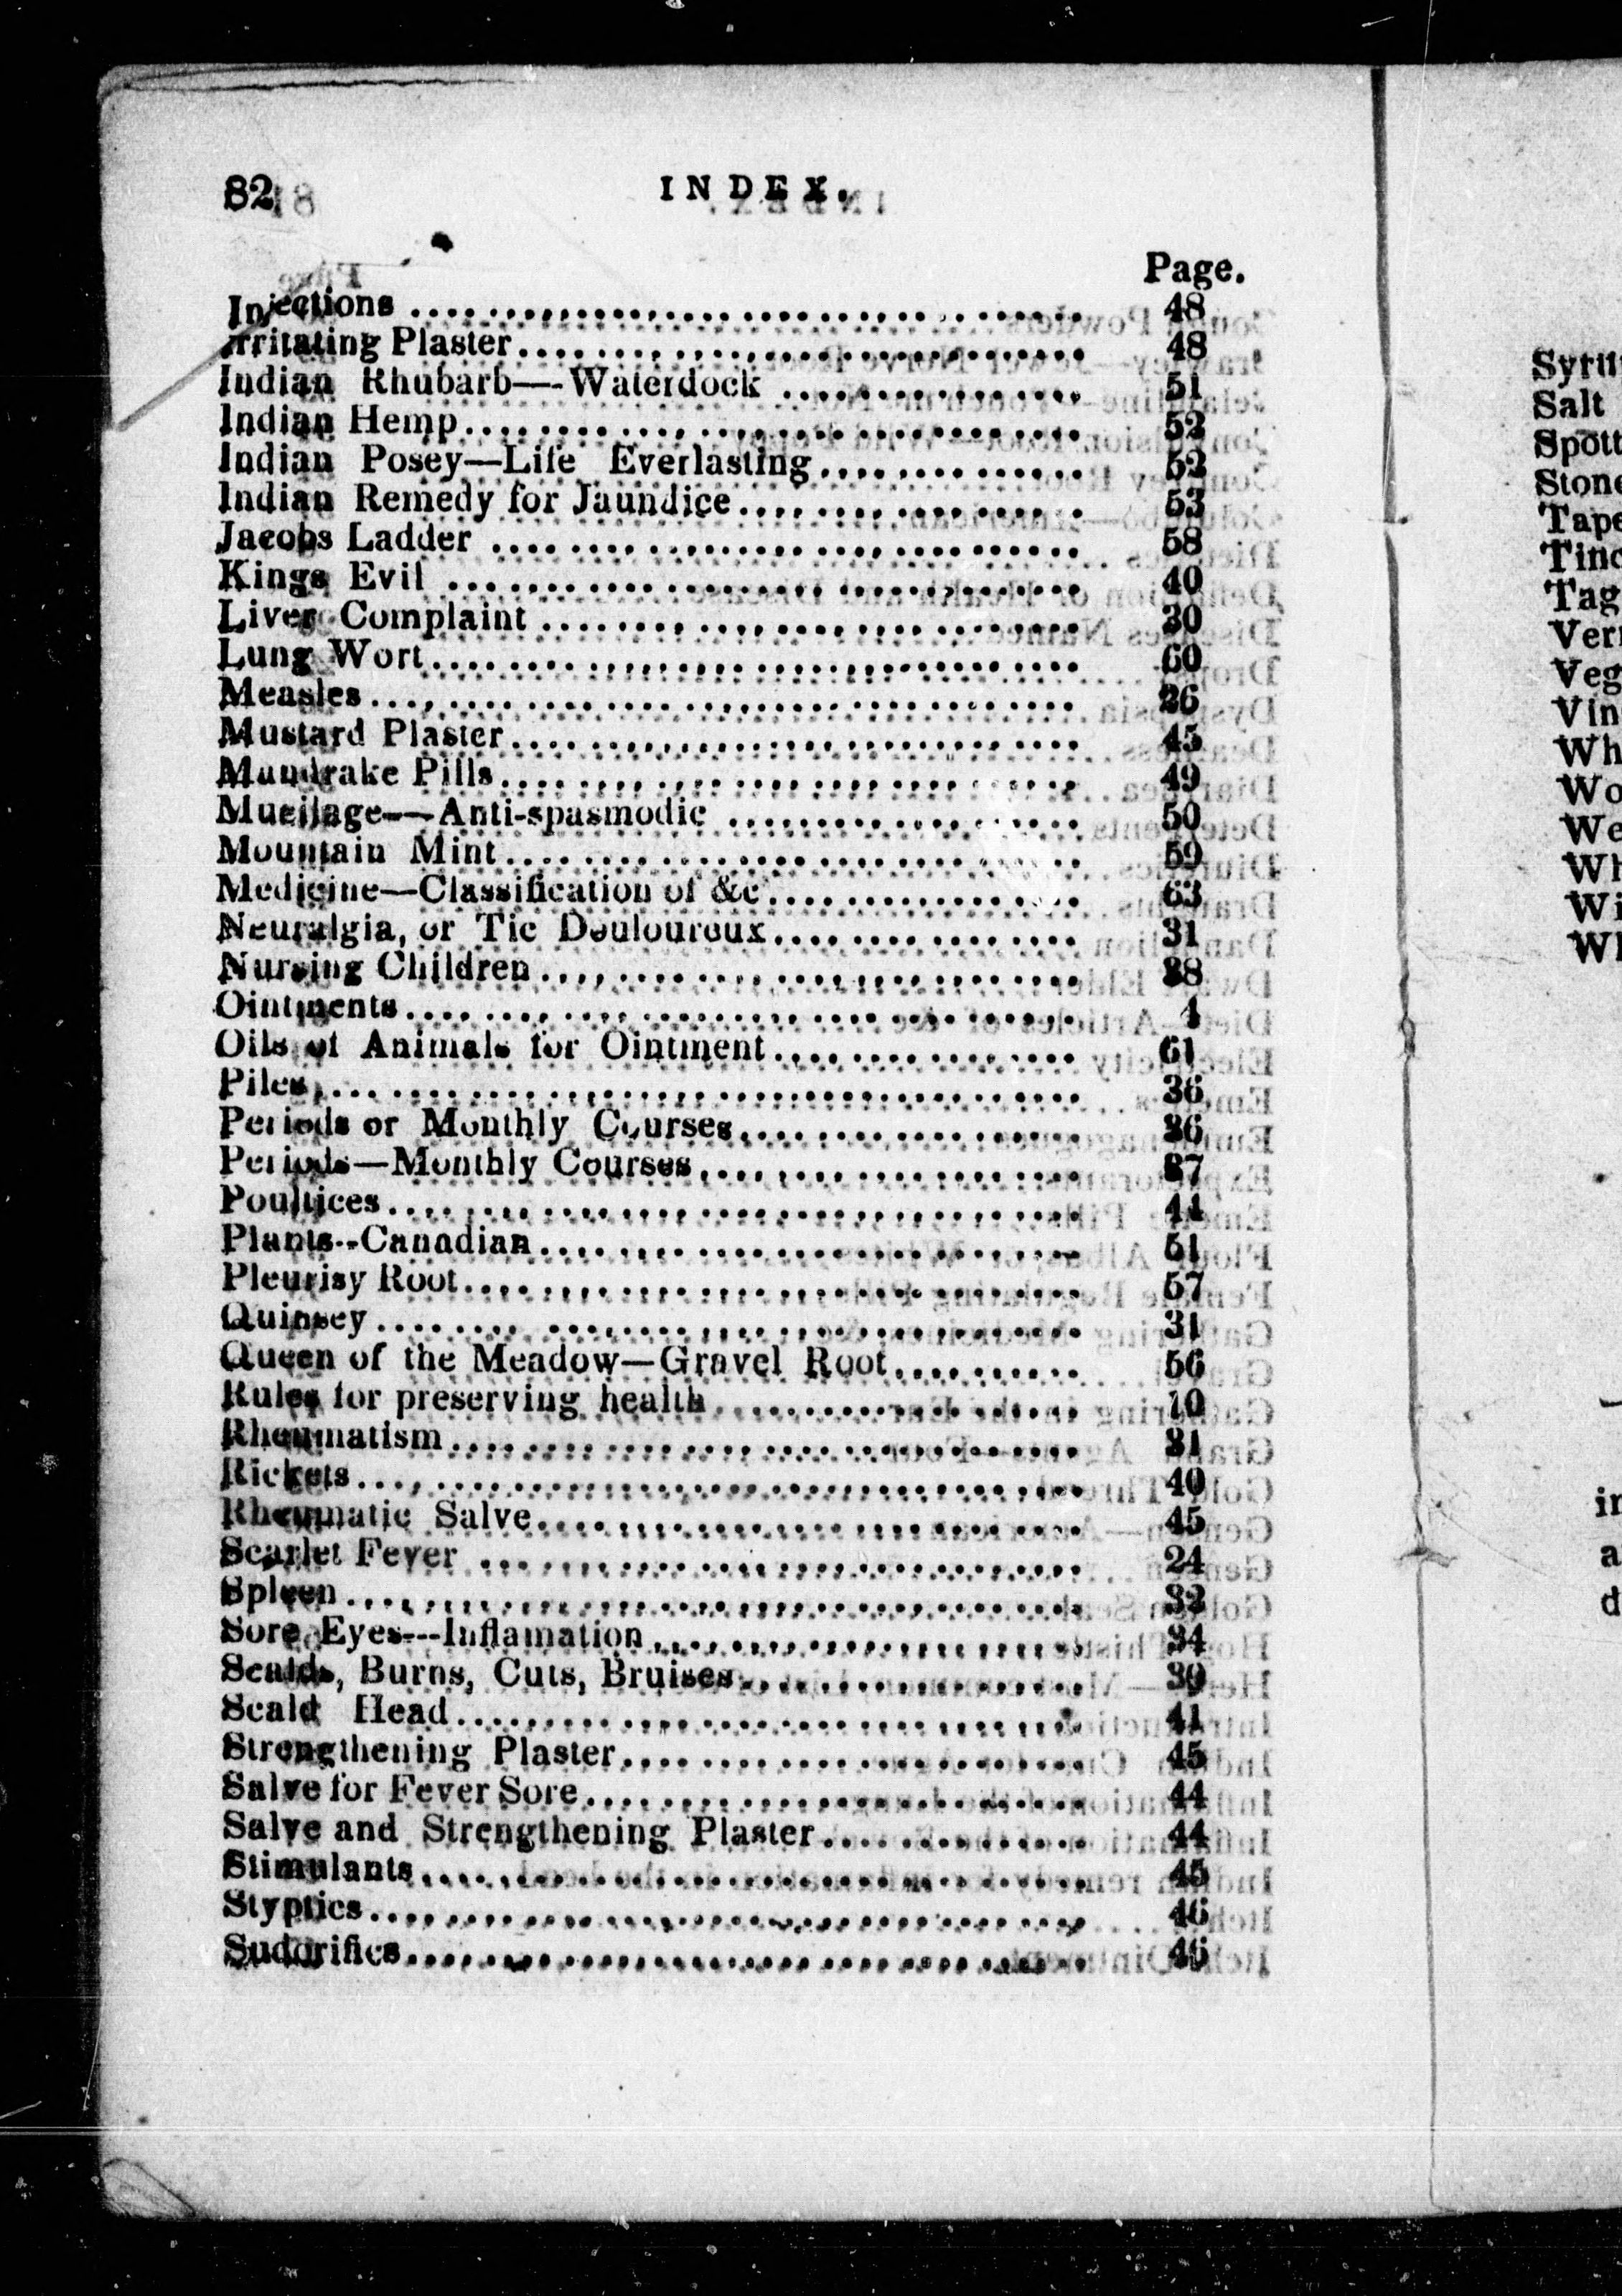 82
INDEX.
Page.
Injections .................................. 48
Irritating Plaster.................................. 48
Indian Rhubarb—-Waterdock .................. 51
Indian Hemp.................................. 52
Indian Posey—Life Everlasting................ 52
Indian Remedy for Jaundice.................... 53
Jacobs Ladder .................................. 58
Kings Evil .................................. 40
Liver Complaint .................................. 30
Lung Wort.................................. 60
Measles.................................. 26
Mustard Plaster.................................. 45
Mandrake Pills.................................. 49
Mucilage-—Anti-spasmodic .................... 50
Mountain Mint.................................. 59
Medicine—Classification of &c.................. 63
Neuralgia, or Tic Douloureux.................. 31
Nursing Children.................................. 38
Ointments.................................. 4
Oils of Animals for Ointment.................. 61
Piles.................................. 36
Periods or Monthly Courses.................... 36
Periods—Monthly Courses...................... 37
Poultices.................................. 44
Plants--Canadian.................................. 51
Pleurisy Root.................................. 57
Quinsey.................................. 31
Queen of the Meadow—Gravel Root............ 56
Rules for preserving health.................... 10
Rheumatism.................................. 31
Rickets.................................. 40
Rheumatic Salve.................................. 45
Scarlet Fever .................................. 24
Spleen.................................. 32
Sore Eyes---Inflamation...................... 34
Scalds, Burns, Cuts, Bruises.................... 39
Scald Head.................................. 41
Strengthening Plaster.......................... 45
Salve for Fever Sore............................ 44
Salve and Strengthening Plaster................ 44
Stimulants.................................. 45
Styptics.................................. 46
Sudorifics.................................. 46
Salt